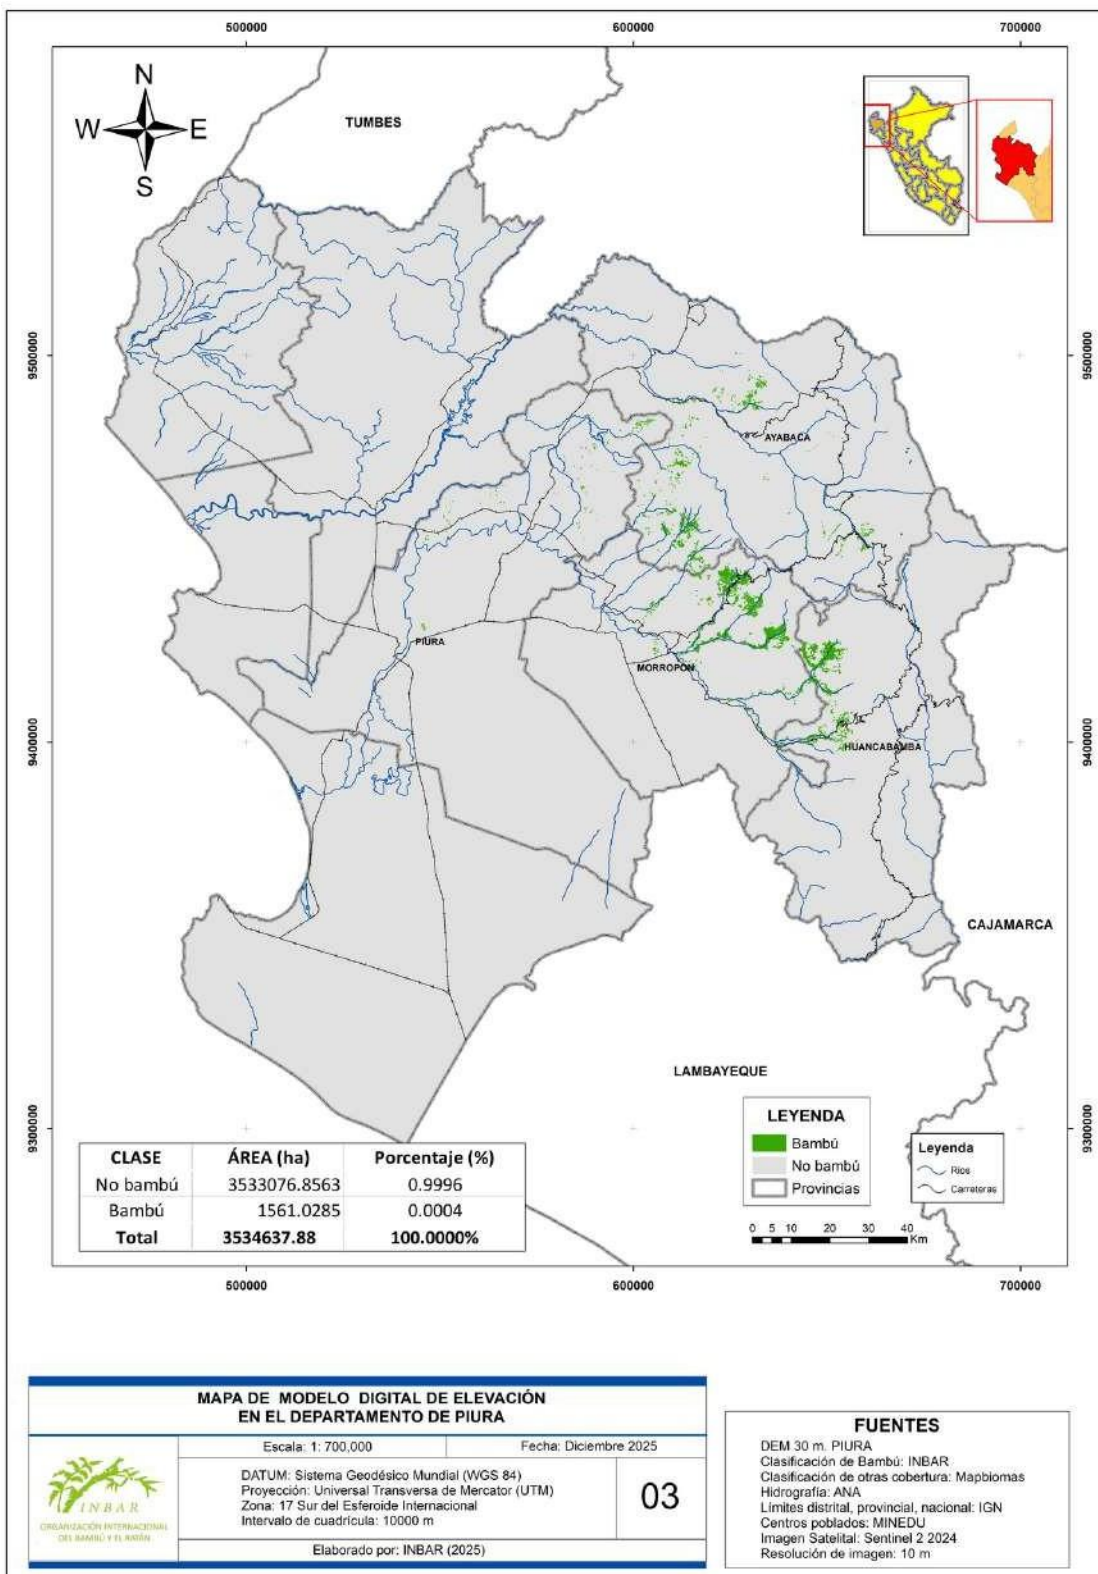 500000 600000 700000
N
W E
S
TUMBES
9500000 9500000
AYABACA
PIURA
MORROPON
HUANCABAMBA
9400000 9400000
CAJAMARCA
LAMBAYEQUE
9300000 9300000
CLASE ÁREA (ha) Porcentaje (%)
No bambú 3533076.8563 0.9996
Bambú 1561.0285 0.0004
Total 3534637.88 100.0000%
LEYENDA
Bambú
No bambú
Provincias
Leyenda
Rios
Carreteras
0 5 10 20 30 40
Km
500000 600000 700000
MAPA DE MODELO DIGITAL DE ELEVACIÓN
EN EL DEPARTAMENTO DE PIURA
Escala: 1: 700,000 Fecha: Diciembre 2025
DATUM: Sistema Geodésico Mundial (WGS 84)
Proyección: Universal Transversa de Mercator (UTM)
Zona: 17 Sur del Esferoide Internacional
Intervalo de cuadrícula: 10000 m
03
INBAR
ORGANIZACIÓN INTERNACIONAL
DEL BAMBÚ Y EL RATÁN
Elaborado por: INBAR (2025)
FUENTES
DEM 30 m. PIURA
Clasificación de Bambú: INBAR
Clasificación de otras cobertura: Mapbiomas
Hidrografía: ANA
Límites distrital, provincial, nacional: IGN
Centros poblados: MINEDU
Imagen Satelital: Sentinel 2 2024
Resolución de imagen: 10 m